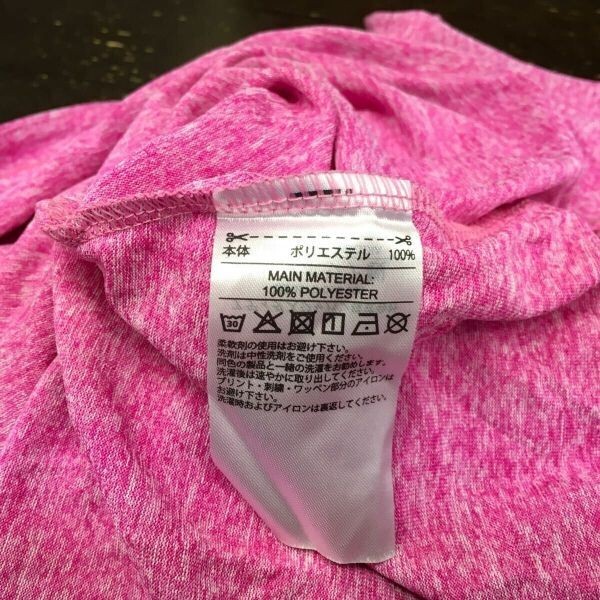 本体 ポリエステル 100%
MAIN MATERIAL:
100% POLYESTER
30
柔軟剤の使用はお避け下さい。
洗剤は中性洗剤をご使用ください。
同色の製品と一緒の洗濯をお勧めします。
洗濯後は速やかに取り出してください。
プリント・刺繍・ワッペン部分のアイロンは
お避け下さい。
洗濯時およびアイロンは裏返してください。